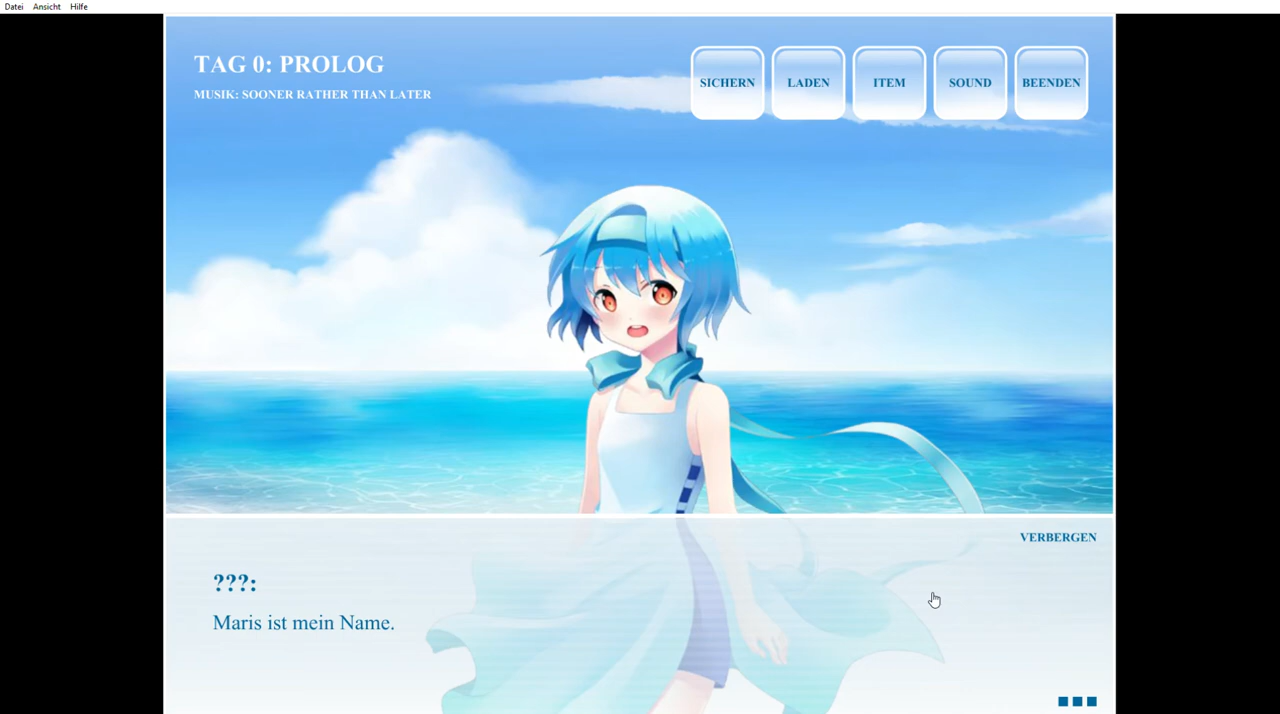 Datei Ansicht Hilfe
TAG 0: PROLOG
MUSIK: SOONER RATHER THAN LATER
SICHERN LADEN ITEM SOUND BEENDEN
VERBERGEN
???:
Maris ist mein Name.